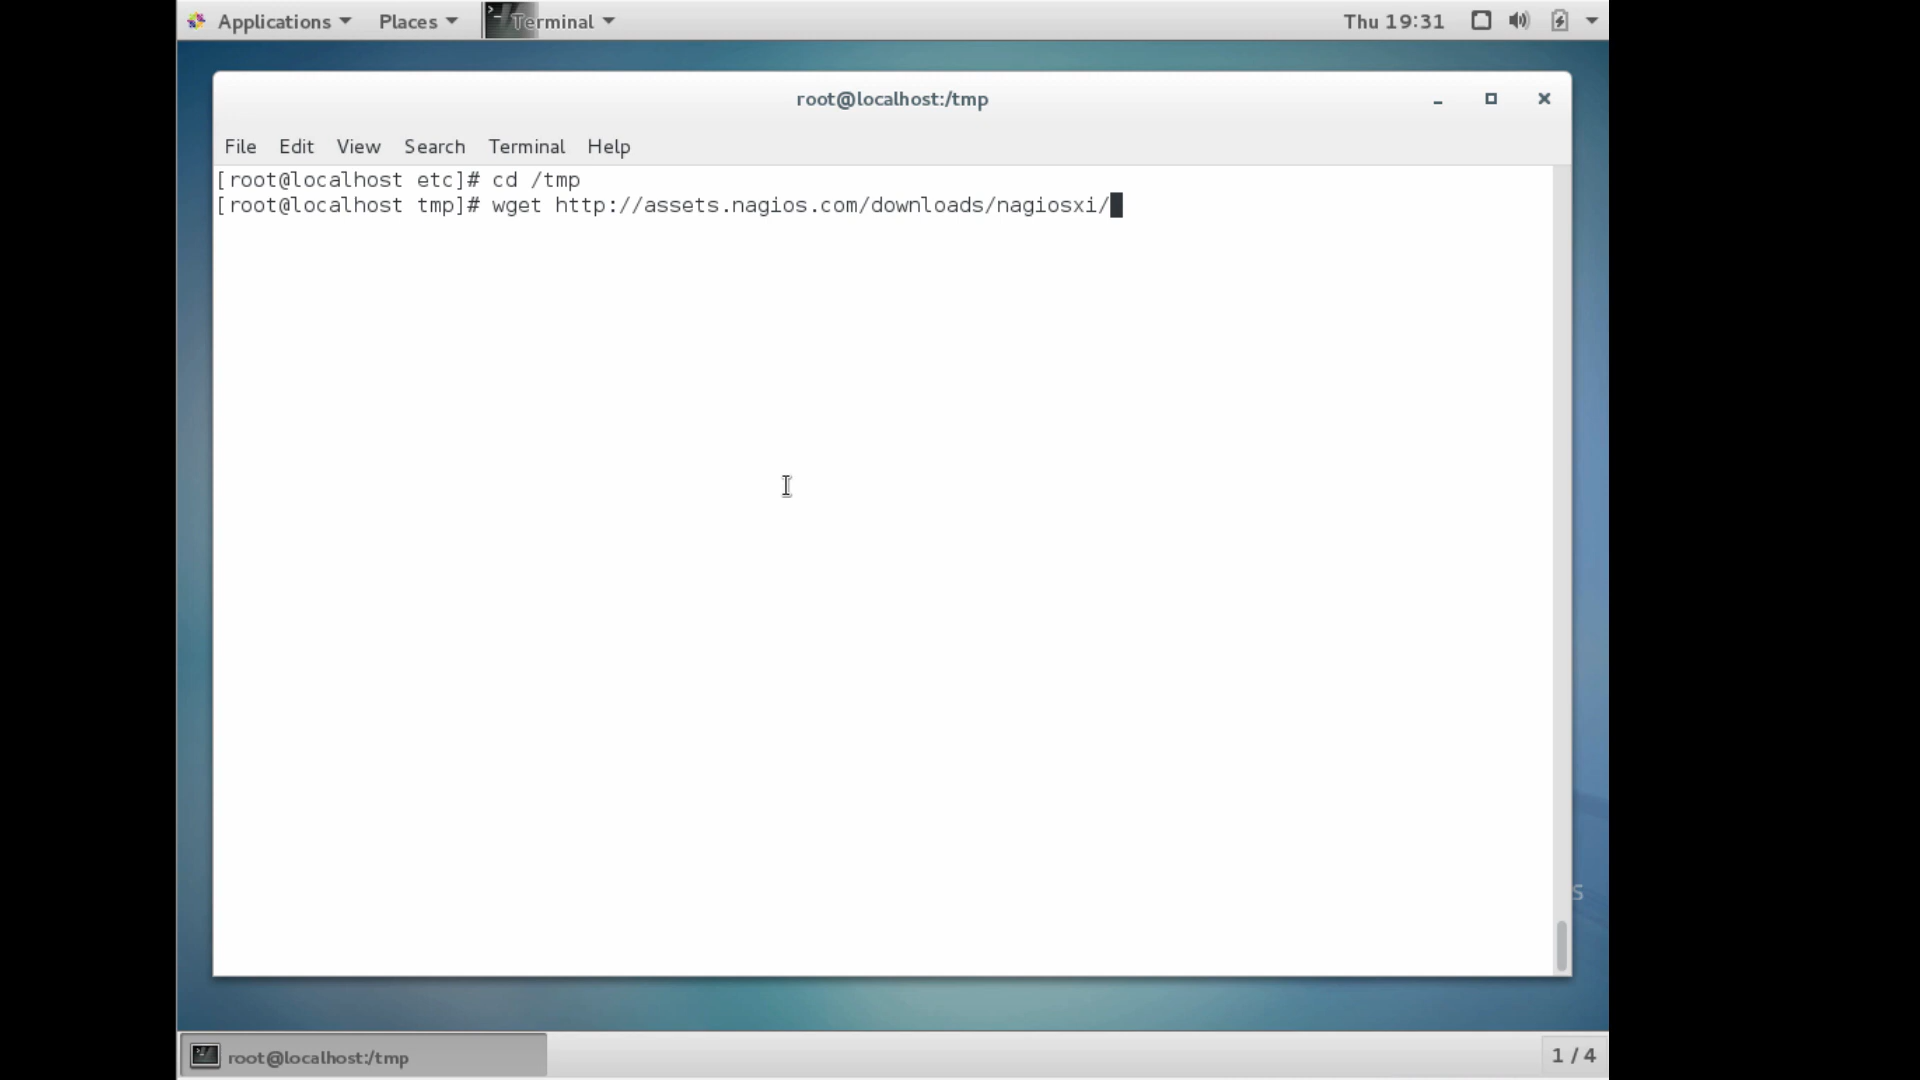 Applications Places Terminal Thu 19:31
root@localhost:/tmp
File Edit View Search Terminal Help
[root@localhost etc]# cd /tmp
[root@localhost tmp]# wget http://assets.nagios.com/downloads/nagiosxi/
S
root@localhost:/tmp 1 / 4